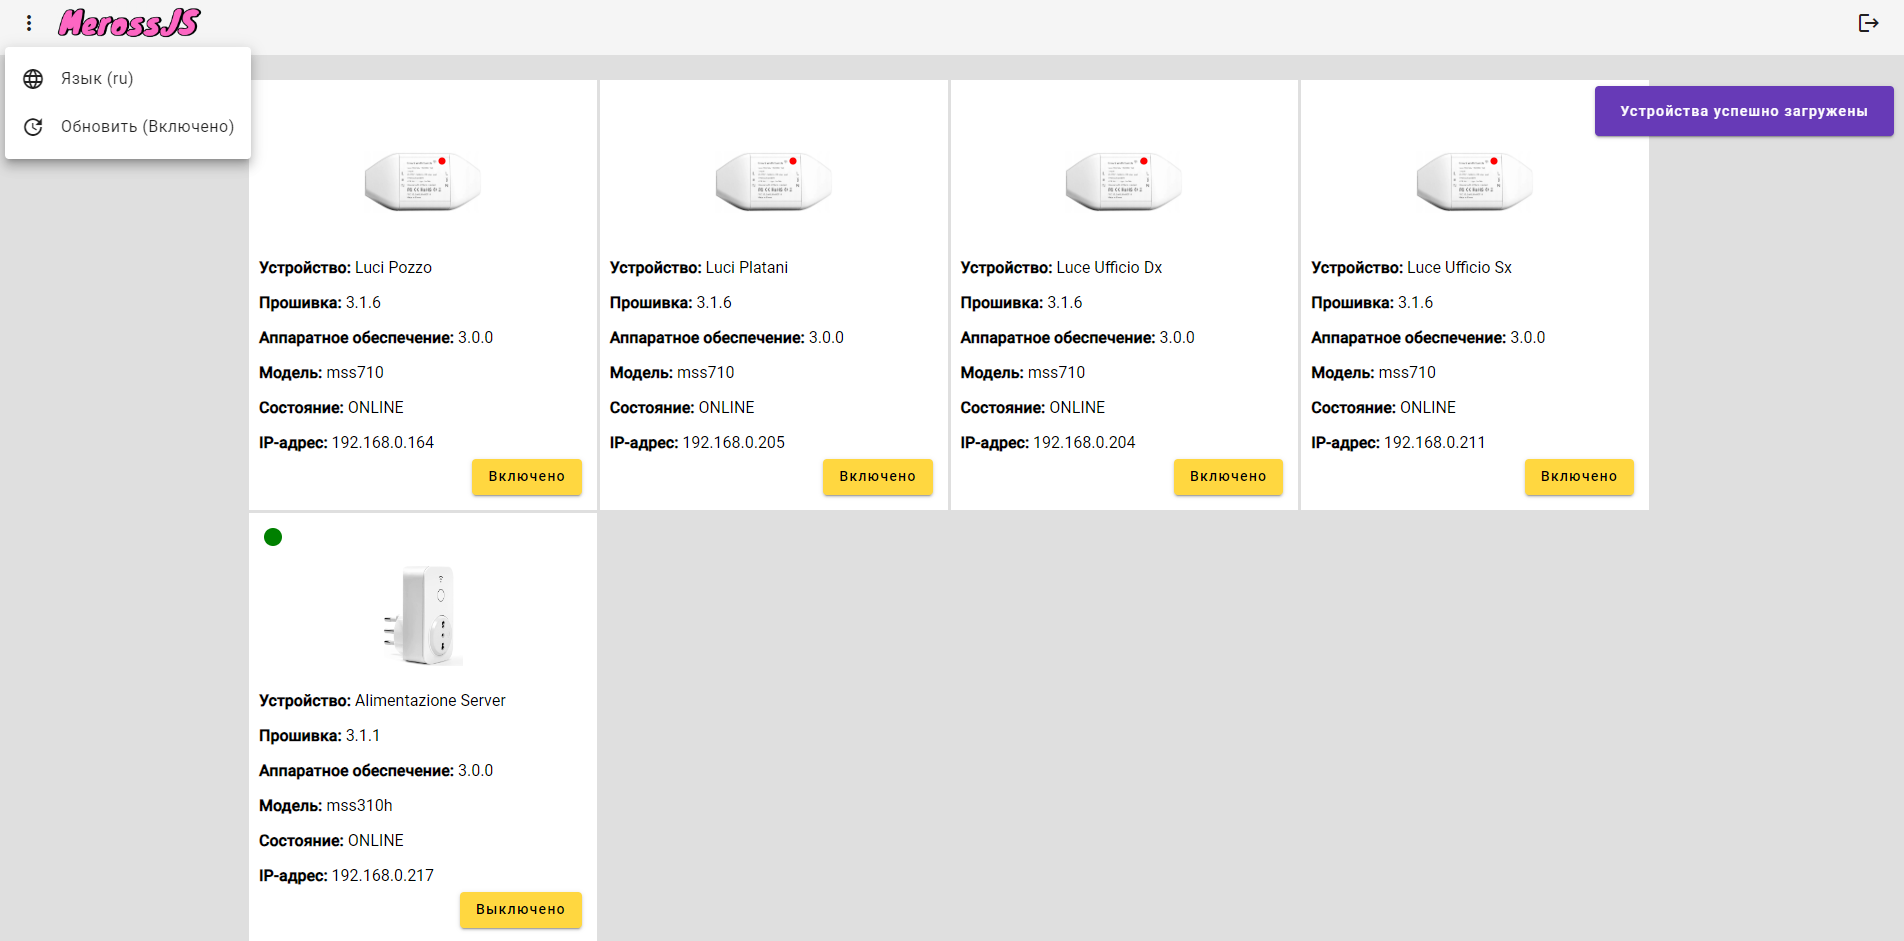 MerossJS
Язык (ru)
Обновить (Включено)
Устройства успешно загружены
Устройство: Luci Pozzo
Прошивка: 3.1.6
Аппаратное обеспечение: 3.0.0
Модель: mss710
Состояние: ONLINE
IP-адрес: 192.168.0.164
Включено
Устройство: Luci Platani
Прошивка: 3.1.6
Аппаратное обеспечение: 3.0.0
Модель: mss710
Состояние: ONLINE
IP-адрес: 192.168.0.205
Включено
Устройство: Luce Ufficio Dx
Прошивка: 3.1.6
Аппаратное обеспечение: 3.0.0
Модель: mss710
Состояние: ONLINE
IP-адрес: 192.168.0.204
Включено
Устройство: Luce Ufficio Sx
Прошивка: 3.1.6
Аппаратное обеспечение: 3.0.0
Модель: mss710
Состояние: ONLINE
IP-адрес: 192.168.0.211
Включено
Устройство: Alimentazione Server
Прошивка: 3.1.1
Аппаратное обеспечение: 3.0.0
Модель: mss310h
Состояние: ONLINE
IP-адрес: 192.168.0.217
Выключено